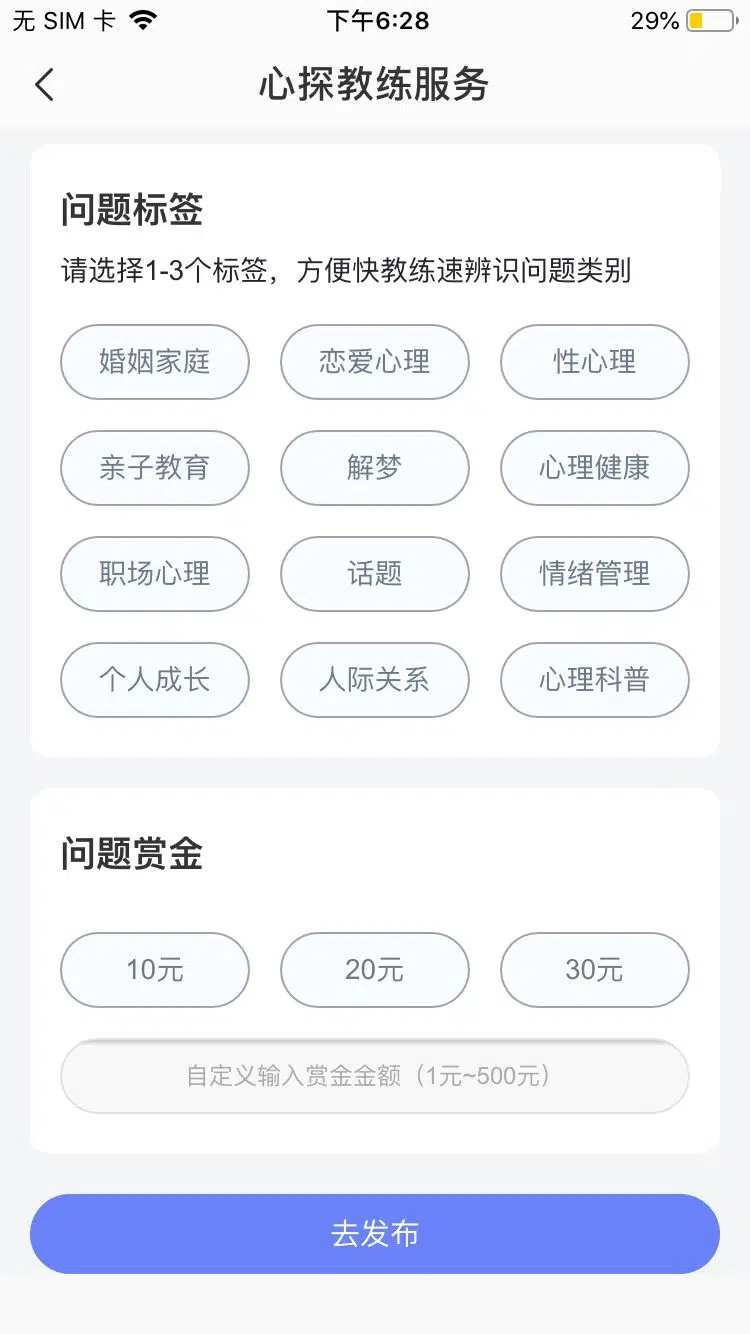 无 SIM 卡 下午6:28 29%
心探教练服务
问题标签
请选择1-3个标签，方便快教练速辨识问题类别
婚姻家庭 恋爱心理 性心理
亲子教育 解梦 心理健康
职场心理 话题 情绪管理
个人成长 人际关系 心理科普
问题赏金
10元 20元 30元
自定义输入赏金金额（1元~500元）
去发布